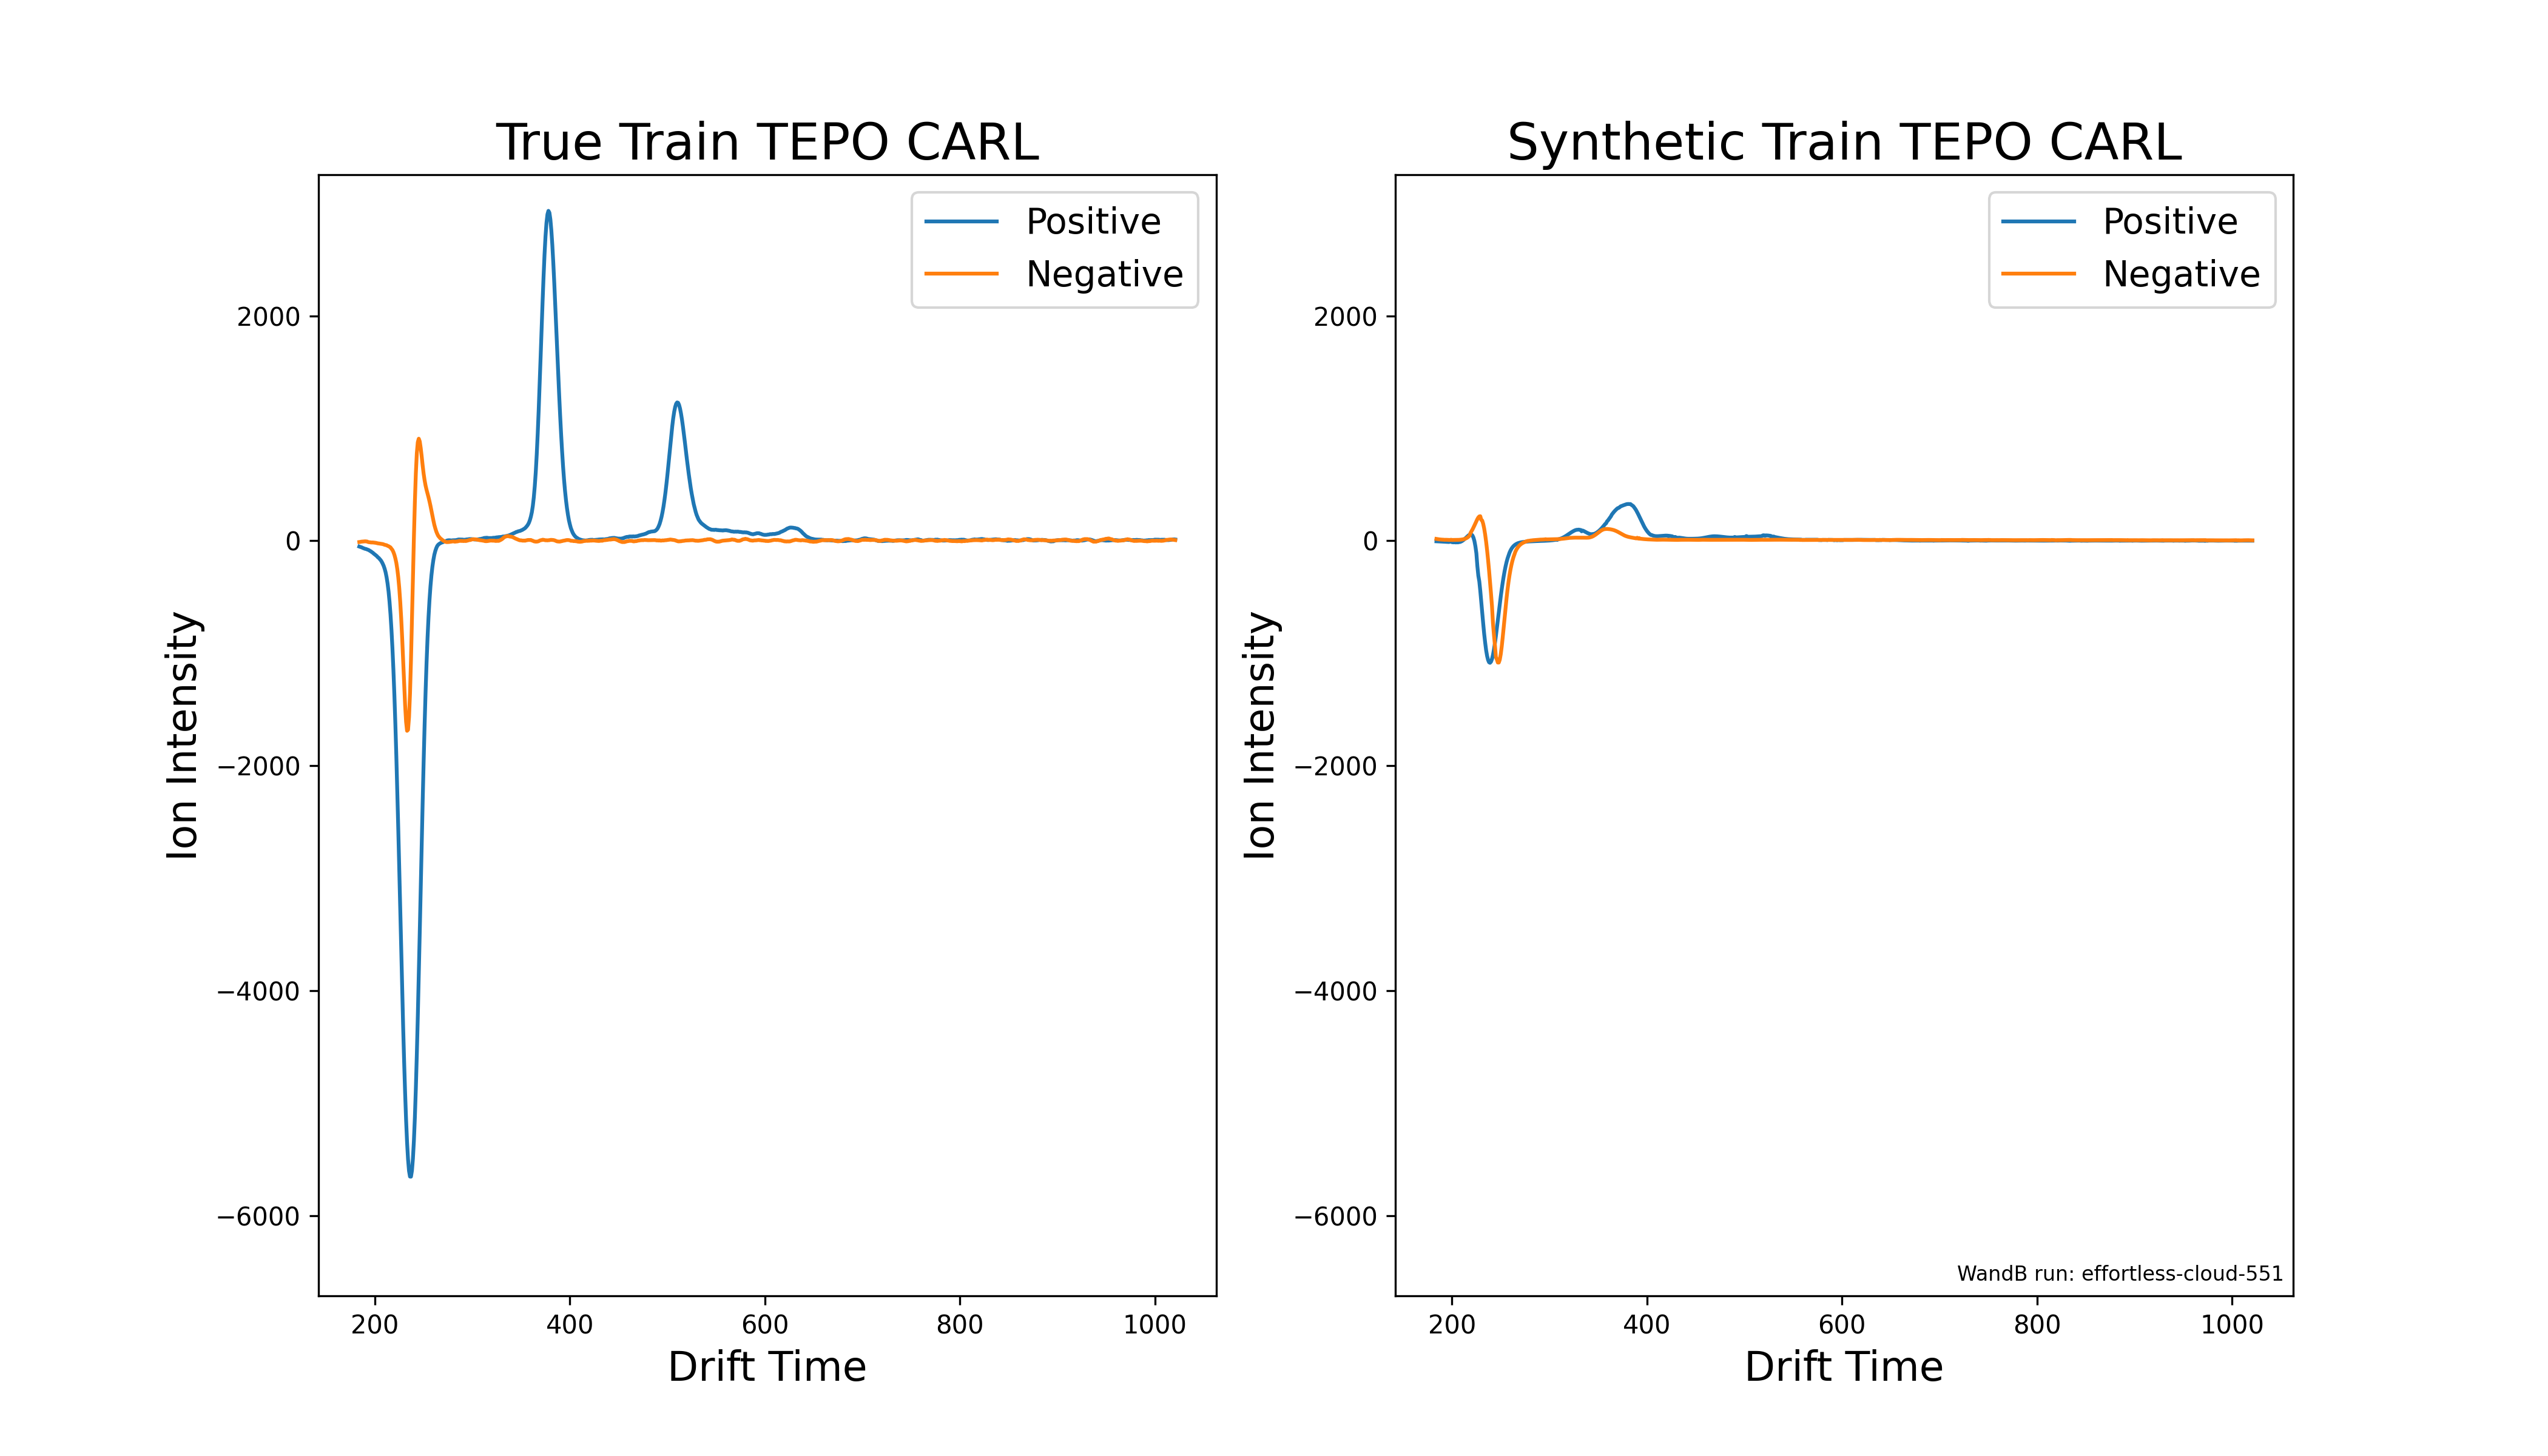 True Train TEPO CARL
Positive
Negative
2000
0
−2000
−4000
−6000
Ion Intensity
200 400 600 800 1000
Drift Time
Synthetic Train TEPO CARL
Positive
Negative
2000
0
−2000
−4000
−6000
Ion Intensity
WandB run: effortless-cloud-551
200 400 600 800 1000
Drift Time